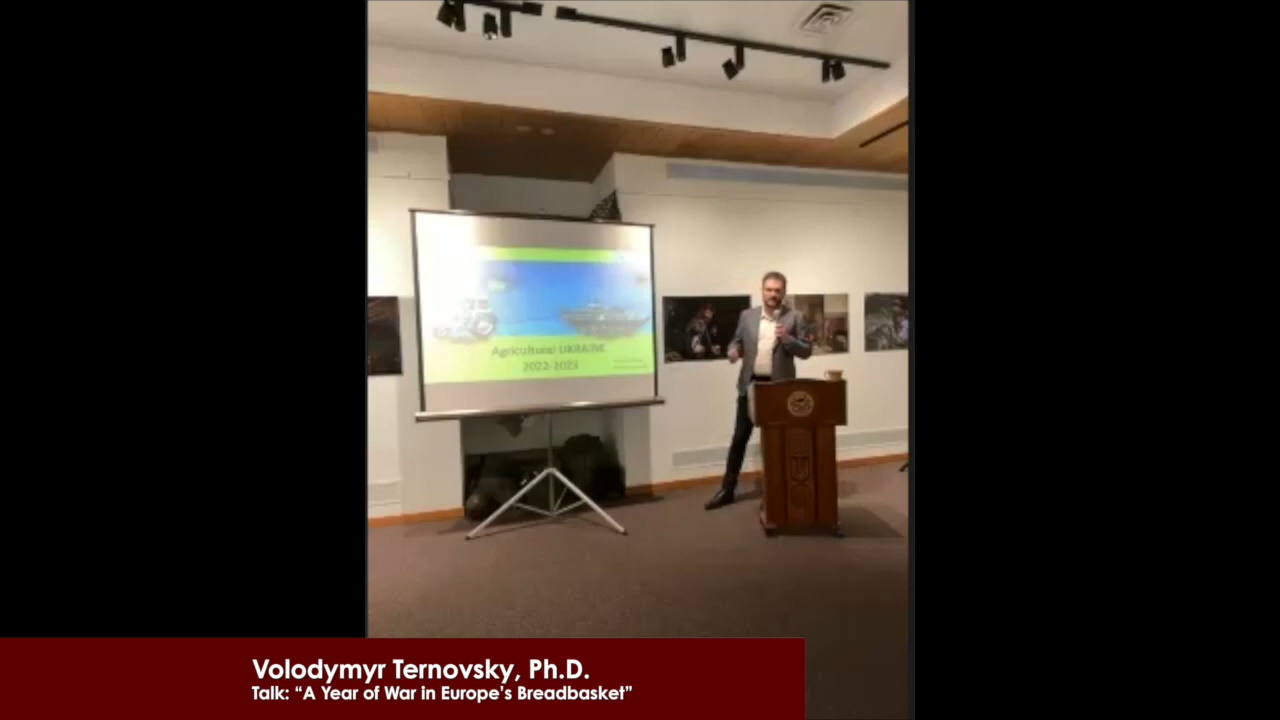 Agricultural UKRAINE
2022-2023
Volodymyr Ternovsky, Ph.D.
Talk: “A Year of War in Europe’s Breadbasket”